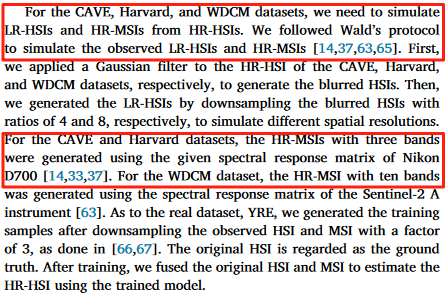 For the CAVE, Harvard, and WDCM datasets, we need to simulate
LR-HSIs and HR-MSIs from HR-HSIs. We followed Wald's protocol
to simulate the observed LR-HSIs and HR-MSIs [14,37,63,65]. First,
we applied a Gaussian filter to the HR-HSI of the CAVE, Harvard,
and WDCM datasets, respectively, to generate the blurred HSIs. Then,
we generated the LR-HSIs by downsampling the blurred HSIs with
ratios of 4 and 8, respectively, to simulate different spatial resolutions.
For the CAVE and Harvard datasets, the HR-MSIs with three bands
were generated using the given spectral response matrix of Nikon
D700 [14,33,37]. For the WDCM dataset, the HR-MSI with ten bands
was generated using the spectral response matrix of the Sentinel-2 A
instrument [63]. As to the real dataset, YRE, we generated the training
samples after downsampling the observed HSI and MSI with a factor
of 3, as done in [66,67]. The original HSI is regarded as the ground
truth. After training, we fused the original HSI and MSI to estimate the
HR-HSI using the trained model.